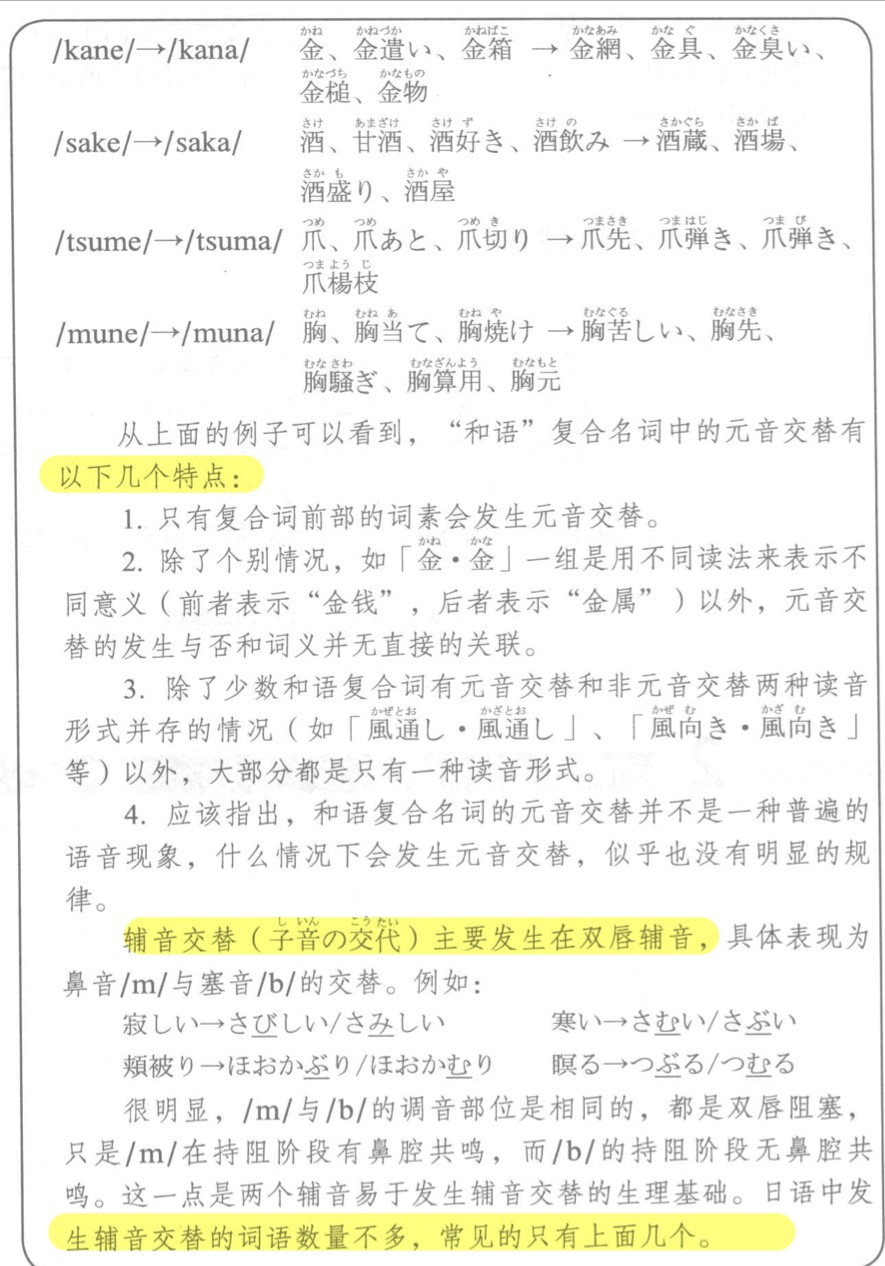 かね かねづか かねばこ かなあみ かな ぐ かなくさ
/kane/→/kana/ 金、金遣い、金箱 → 金網、金具、金臭い、
かなづち かなもの
金槌、金物
さけ あまざけ さけ ず さけ の さかぐら さか ば
/sake/→/saka/ 酒、甘酒、酒好き、酒飲み → 酒蔵、酒場、
さか も さか や
酒盛り、酒屋
つめ つめ つめ き つまさき つまはじ つま び
/tsume/→/tsuma/ 爪、爪あと、爪切り → 爪先、爪弾き、爪弾き、
つまよう じ
爪楊枝
むね むね あ むね や むなぐる むなさき
/mune/→/muna/ 胸、胸当て、胸焼け → 胸苦しい、胸先、
むな さわ むなざんよう むなもと
胸騒ぎ、胸算用、胸元
从上面的例子可以看到，“和语”复合名词中的元音交替有
以下几个特点：
1. 只有复合词前部的词素会发生元音交替。
かね かな
2. 除了个别情况，如「金・金」一组是用不同读法来表示不
同意义（前者表示“金钱”，后者表示“金属”）以外，元音交
替的发生与否和词义并无直接的关联。
3. 除了少数和语复合词有元音交替和非元音交替两种读音
かぜとお かざとお かぜ む かざ む
形式并存的情况（如「風通し・風通し」、「風向き・風向き」
等）以外，大部分都是只有一种读音形式。
4. 应该指出，和语复合名词的元音交替并不是一种普遍的
语音现象，什么情况下会发生元音交替，似乎也没有明显的规
律。
し いん こう たい
辅音交替（子音の交代）主要发生在双唇辅音，具体表现为
鼻音/m/与塞音/b/的交替。例如：
寂しい→さびしい/さみしい 寒い→さむい/さぶい
頬被り→ほおかぶり/ほおかむり 瞑る→つぶる/つむる
很明显，/m/与/b/的调音部位是相同的，都是双唇阻塞，
只是/m/在持阻阶段有鼻腔共鸣，而/b/的持阻阶段无鼻腔共
鸣。这一点是两个辅音易于发生辅音交替的生理基础。日语中发
生辅音交替的词语数量不多，常见的只有上面几个。